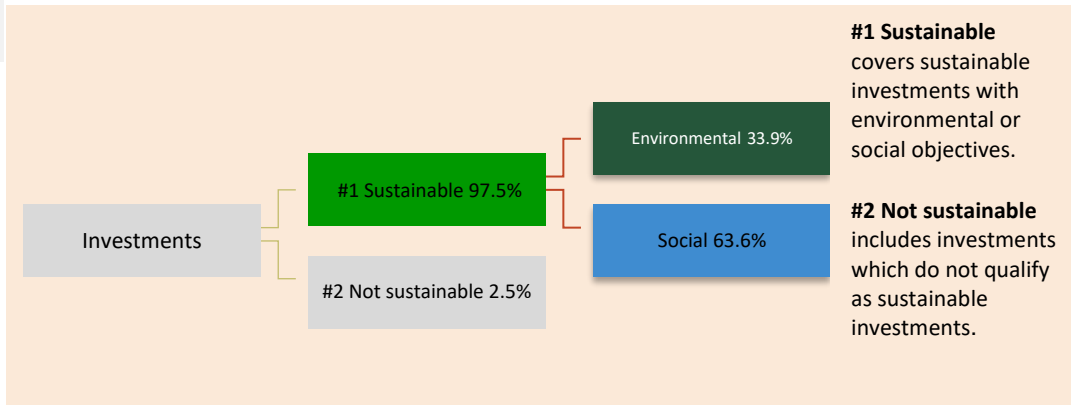 Investments
#1 Sustainable 97.5%
#2 Not sustainable 2.5%
Environmental 33.9%
Social 63.6%
#1 Sustainable
covers sustainable
investments with
environmental or
social objectives.
#2 Not sustainable
includes investments
which do not qualify
as sustainable
investments.